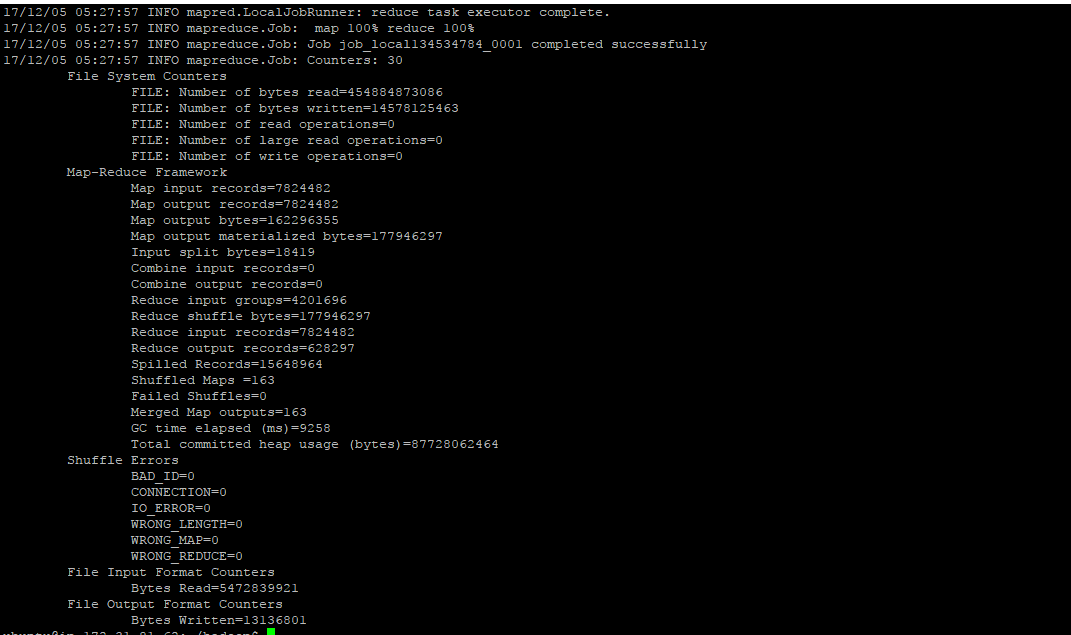 17/12/05 05:27:57 INFO mapred.LocalJobRunner: reduce task executor complete.
17/12/05 05:27:57 INFO mapreduce.Job:  map 100% reduce 100%
17/12/05 05:27:57 INFO mapreduce.Job: Job job_local134534784_0001 completed successfully
17/12/05 05:27:57 INFO mapreduce.Job: Counters: 30
File System Counters
FILE: Number of bytes read=454884873086
FILE: Number of bytes written=14578125463
FILE: Number of read operations=0
FILE: Number of large read operations=0
FILE: Number of write operations=0
Map-Reduce Framework
Map input records=7824482
Map output records=7824482
Map output bytes=162296355
Map output materialized bytes=177946297
Input split bytes=18419
Combine input records=0
Combine output records=0
Reduce input groups=4201696
Reduce shuffle bytes=177946297
Reduce input records=7824482
Reduce output records=628297
Spilled Records=15648964
Shuffled Maps =163
Failed Shuffles=0
Merged Map outputs=163
GC time elapsed (ms)=9258
Total committed heap usage (bytes)=87728062464
Shuffle Errors
BAD_ID=0
CONNECTION=0
IO_ERROR=0
WRONG_LENGTH=0
WRONG_MAP=0
WRONG_REDUCE=0
File Input Format Counters
Bytes Read=5472839921
File Output Format Counters
Bytes Written=13136801